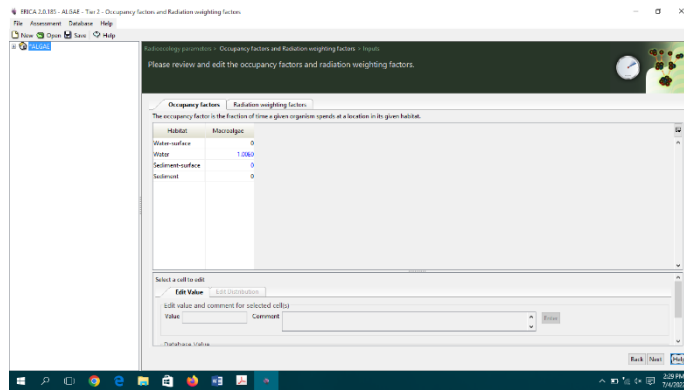 ERICA 2.0.185 - ALGAE - Tier 2 - Occupancy factors and Radiation weighting factors
File Assessment Database Help
New Open Save Help
*ALGAE
Radioecology parameters > Occupancy factors and Radiation weighting factors > Inputs
Please review and edit the occupancy factors and radiation weighting factors.
Occupancy factors Radiation weighting factors
The occupancy factor is the fraction of time a given organism spends at a location in its given habitat.
Habitat Macroalgae
Water-surface 0
Water 1.0000
Sediment-surface 0
Sediment 0
Select a cell to edit
Edit Value Edit Distribution
Edit value and comment for selected cell(s)
Value Comment Enter
Database Value
Back Next Help
2:29 PM